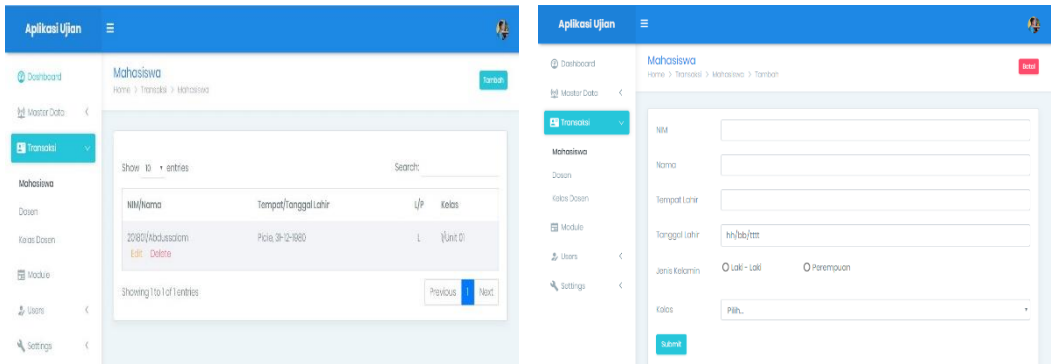 Aplikasi Ujian
Dashboard
Master Data
Transaksi
Mahasiswa
Dosen
Kelas Dosen
Module
Users
Settings
Mahasiswa
Home > Transaksi > Mahasiswa
Tambah
Show 10 entries
Search:
NIM/Nama Tempat/Tanggal Lahir L/P Kelas
201801/Abdussalam Pidie, 31-12-1980 L 1/Unit 01
Edit Delete
Showing 1 to 1 of 1 entries
Previous 1 Next
Aplikasi Ujian
Dashboard
Master Data
Transaksi
Mahasiswa
Dosen
Kelas Dosen
Module
Users
Settings
Mahasiswa
Home > Transaksi > Mahasiswa > Tambah
Batal
NIM
Nama
Tempat Lahir
Tanggal Lahir hh/bb/tttt
Jenis Kelamin Laki - Laki Perempuan
Kelas Pilih..
Submit